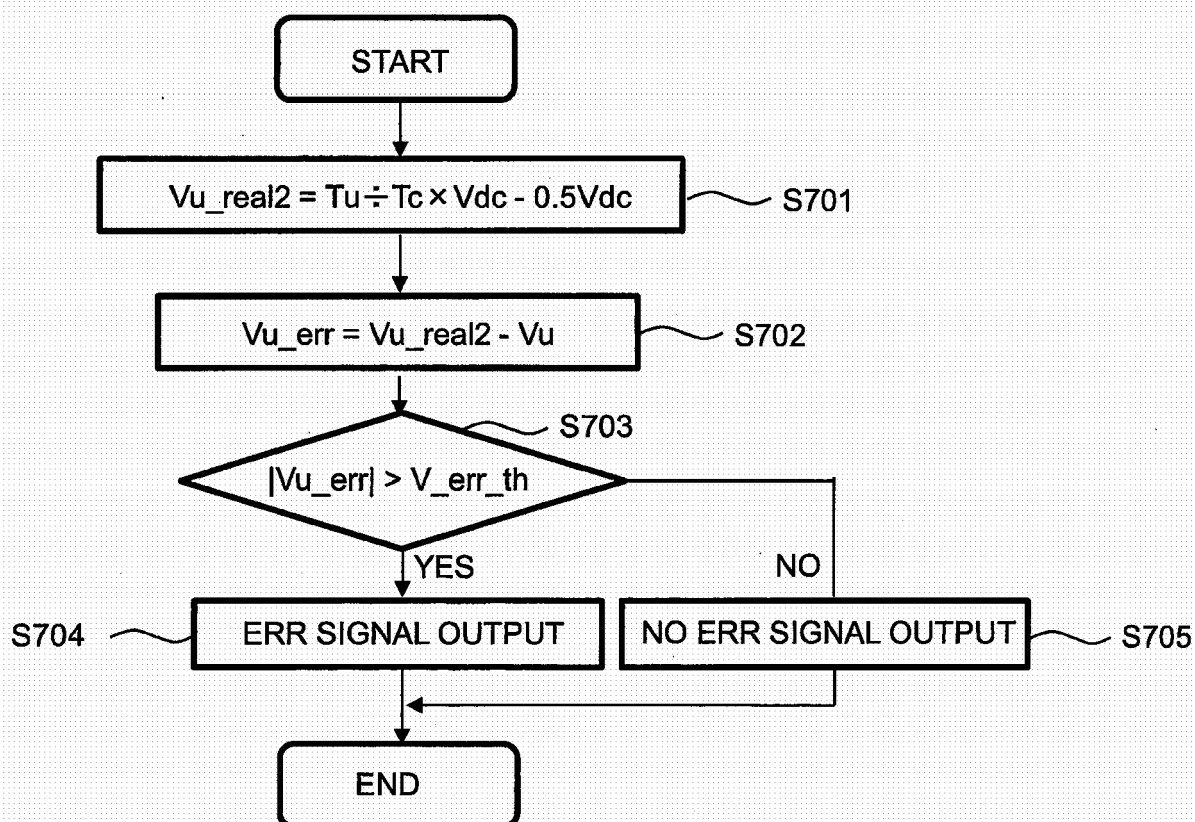 START
Vu_real2 = Tu÷Tc×Vdc - 0.5Vdc
S701
Vu_err = Vu_real2 - Vu
S702
S703
|Vu_err| > V_err_th
YES
NO
S704
ERR SIGNAL OUTPUT
NO ERR SIGNAL OUTPUT
S705
END